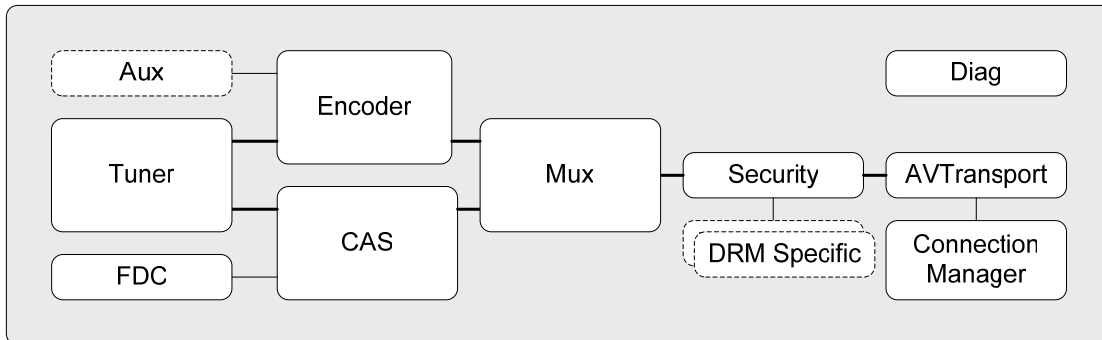 Aux
Encoder
Diag
Tuner
Mux
Security
AVTransport
CAS
DRM Specific
Connection
Manager
FDC